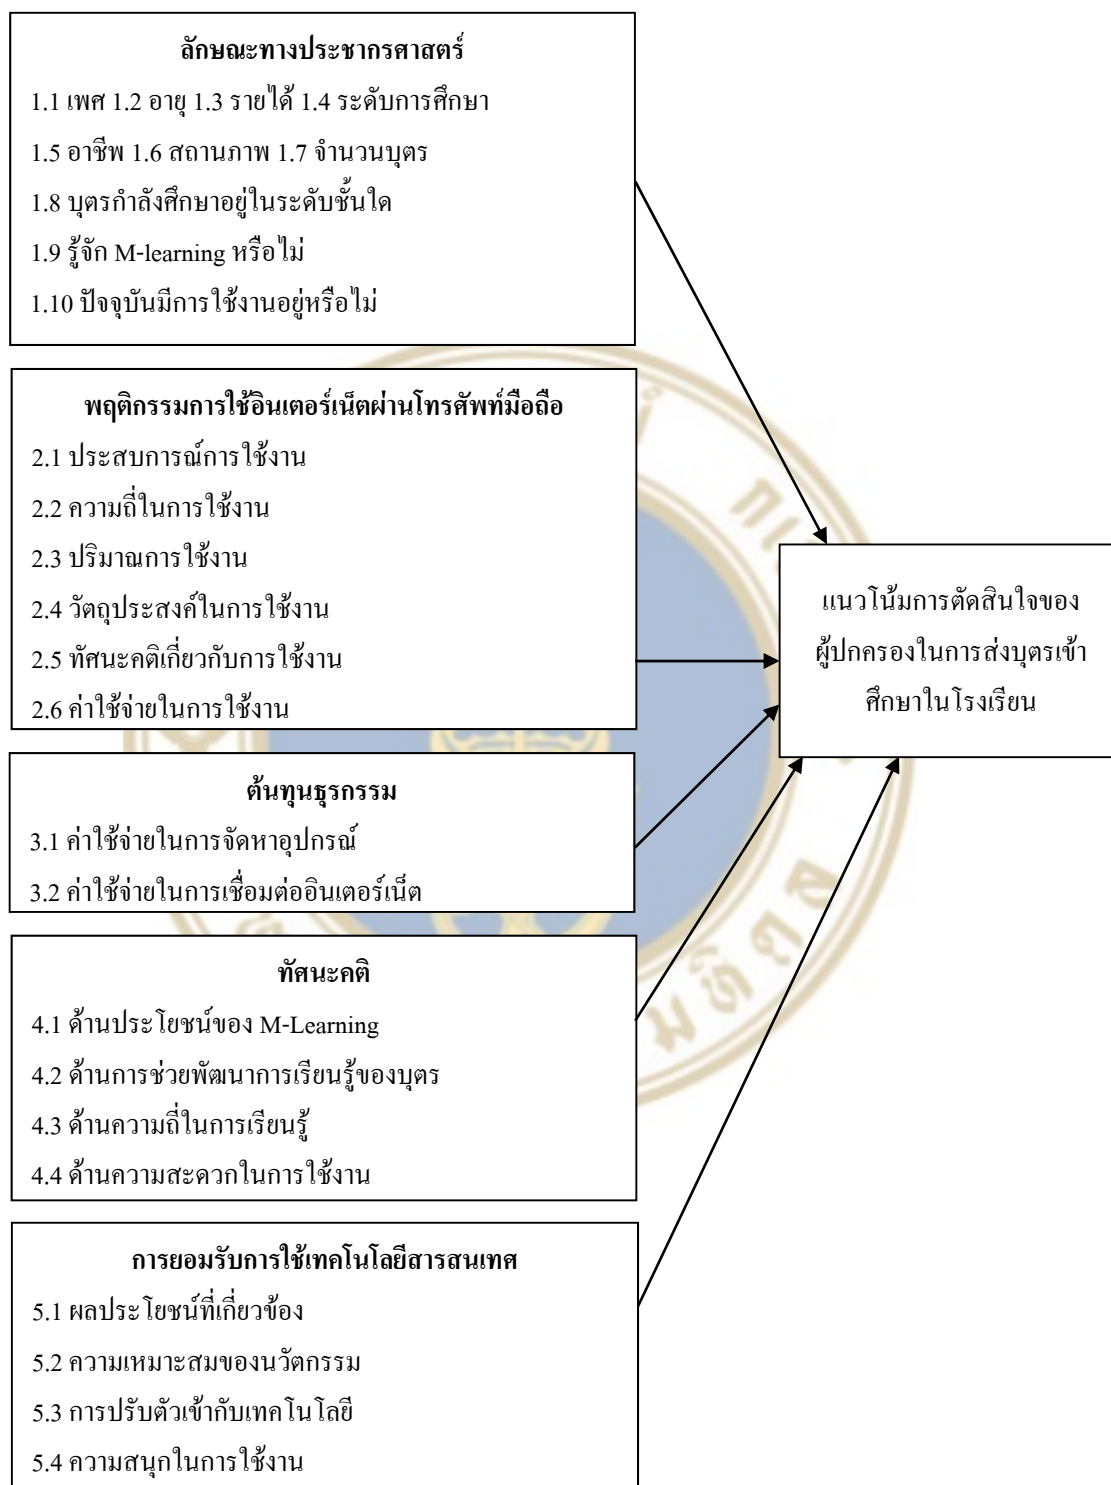 ลักษณะทางประชากรศาสตร์
1.1 เพศ 1.2 อายุ 1.3 รายได้ 1.4 ระดับการศึกษา
1.5 อาชีพ 1.6 สถานภาพ 1.7 จำนวนบุตร
1.8 บุตรกำลังศึกษาอยู่ในระดับชั้นใด
1.9 รู้จัก M-learning หรือไม่
1.10 ปัจจุบันมีการใช้งานอยู่หรือไม่
พฤติกรรมการใช้อินเตอร์เน็ตผ่านโทรศัพท์มือถือ
2.1 ประสบการณ์การใช้งาน
2.2 ความถี่ในการใช้งาน
2.3 ปริมาณการใช้งาน
2.4 วัตถุประสงค์ในการใช้งาน
2.5 ทัศนะคติเกี่ยวกับการใช้งาน
2.6 ค่าใช้จ่ายในการใช้งาน
ต้นทุนธุรกรรม
3.1 ค่าใช้จ่ายในการจัดหาอุปกรณ์
3.2 ค่าใช้จ่ายในการเชื่อมต่ออินเตอร์เน็ต
ทัศนะคติ
4.1 ด้านประโยชน์ของ M-Learning
4.2 ด้านการช่วยพัฒนาการเรียนรู้ของบุตร
4.3 ด้านความถี่ในการเรียนรู้
4.4 ด้านความสะดวกในการใช้งาน
การยอมรับการใช้เทคโนโลยีสารสนเทศ
5.1 ผลประโยชน์ที่เกี่ยวข้อง
5.2 ความเหมาะสมของนวัตกรรม
5.3 การปรับตัวเข้ากับเทคโนโลยี
5.4 ความสนุกในการใช้งาน
แนวโน้มการตัดสินใจของ
ผู้ปกครองในการส่งบุตรเข้า
ศึกษาในโรงเรียน
มหิดล